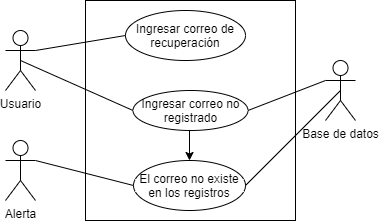 Ingresar correo de
recuperación
Usuario
Ingresar correo no
registrado
Base de datos
El correo no existe
en los registros
Alerta